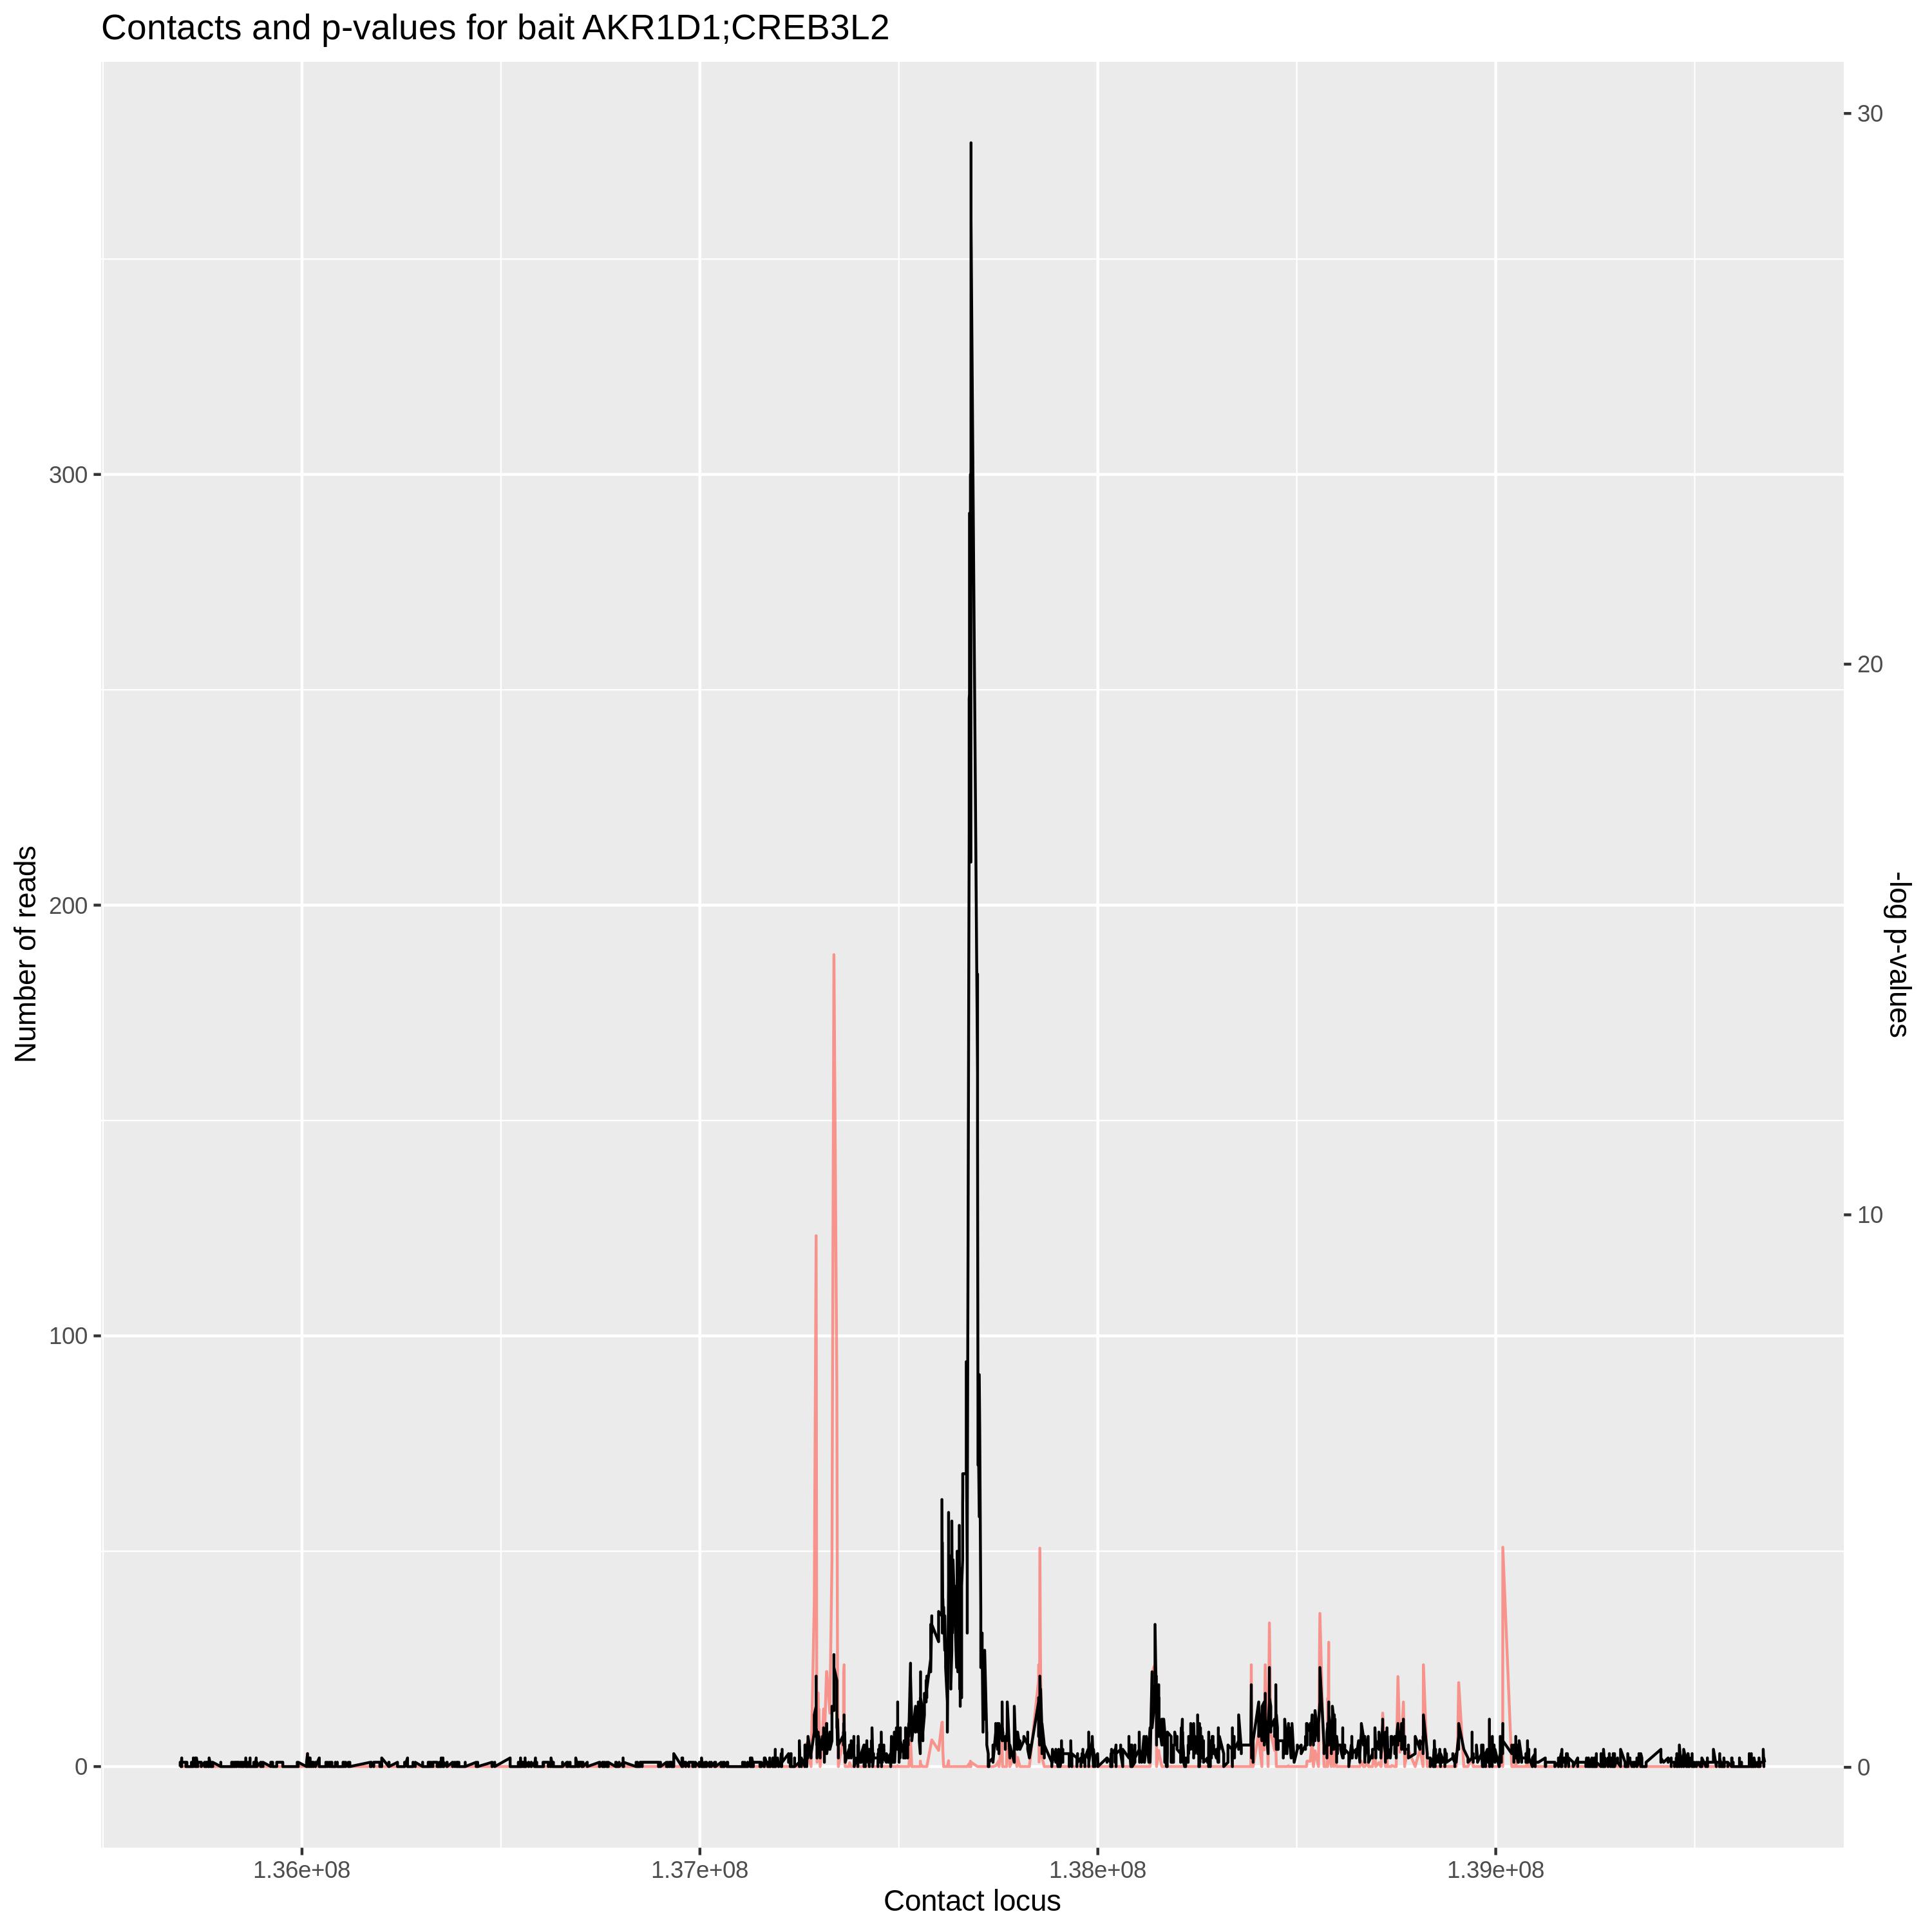 Contacts and p-values for bait AKR1D1;CREB3L2
30
300
20
Number of reads
200
-log p-values
10
100
0
0
1.36e+08
1.37e+08
1.38e+08
1.39e+08
Contact locus